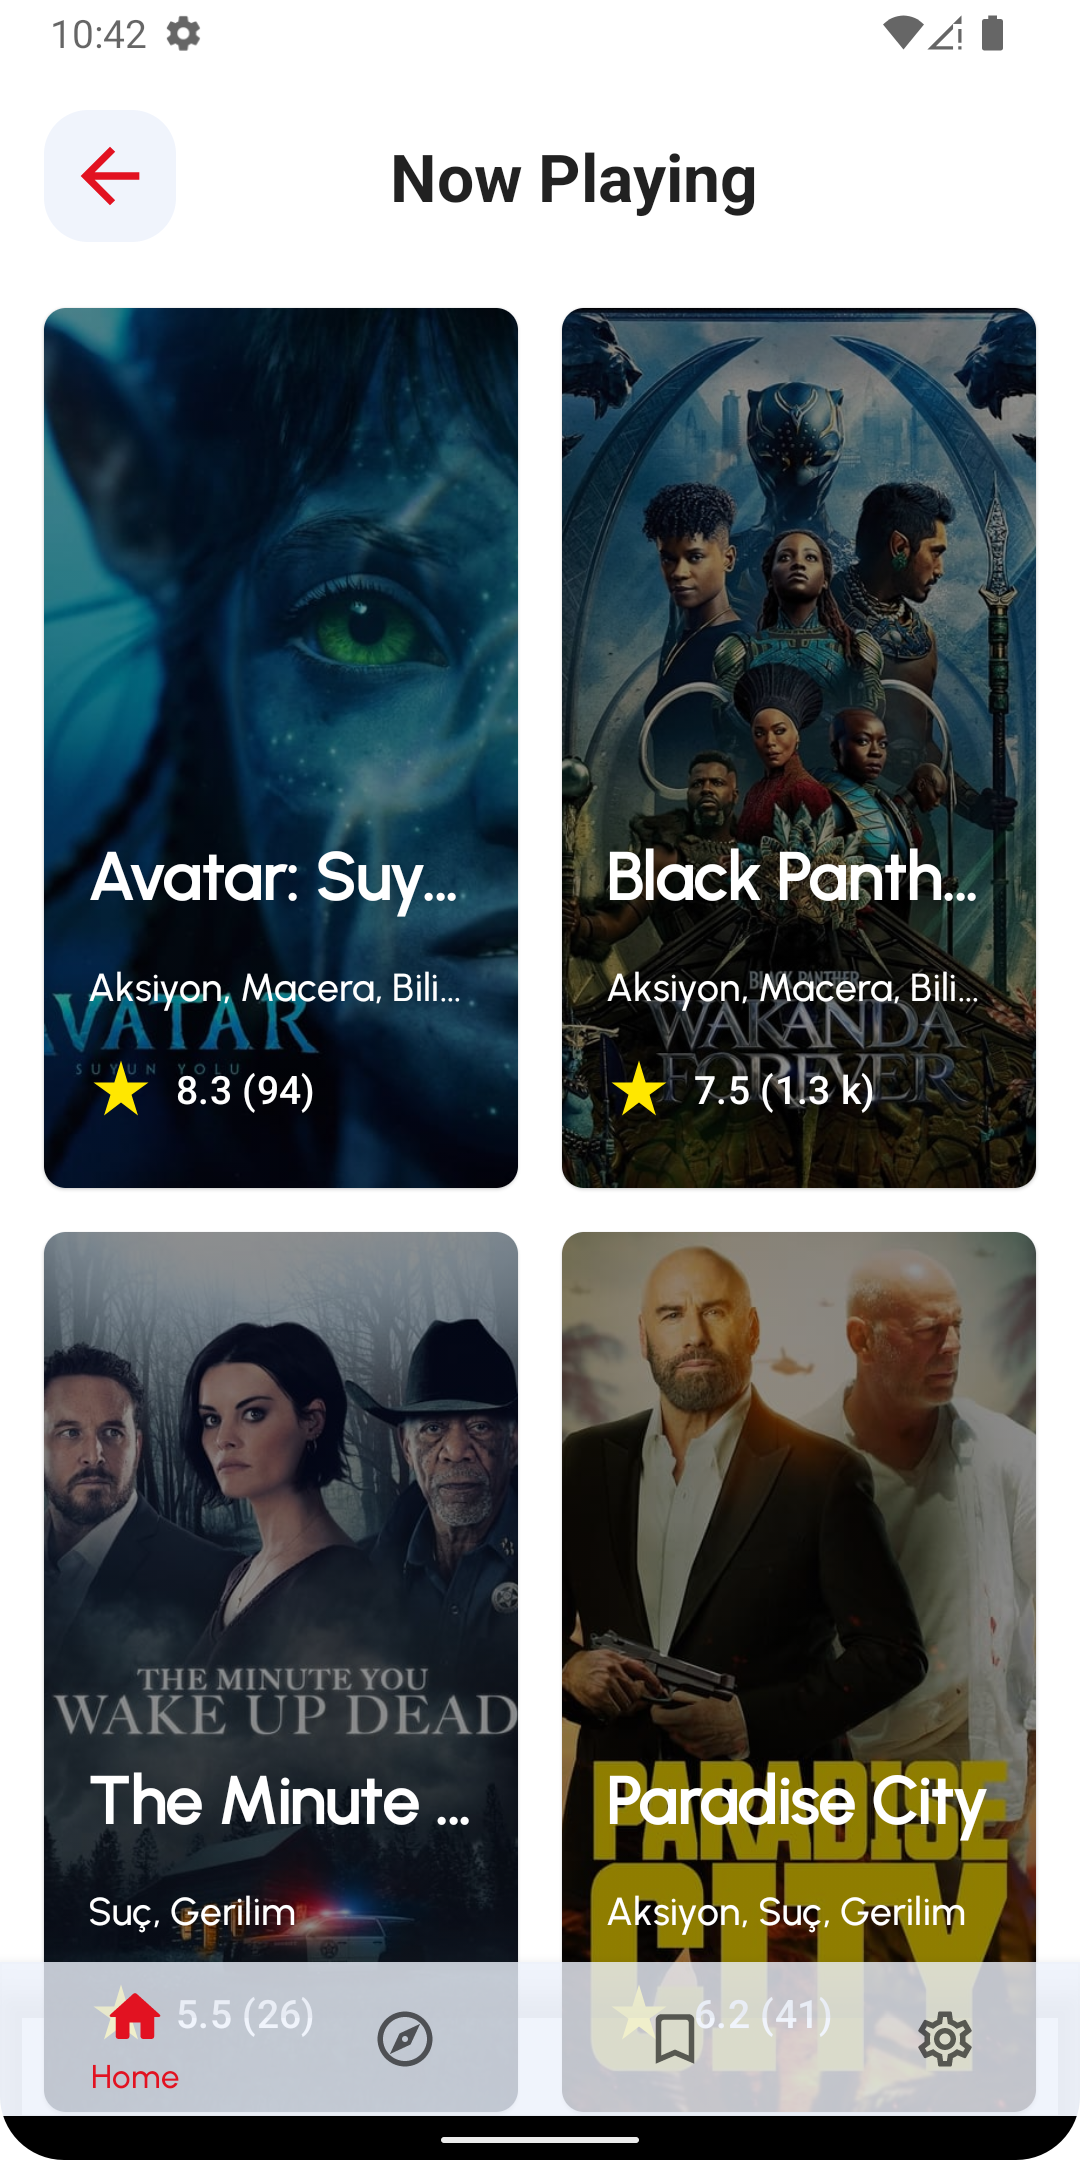 10:42
Now Playing
Avatar: Suy...
Aksiyon, Macera, Bili...
AVATAR
SUYUN YOLU
8.3 (94)
Black Panth...
Aksiyon, Macera, Bili...
BLACK PANTHER
WAKANDA
FOREVER
7.5 (1.3 k)
THE MINUTE YOU
WAKE UP DEAD
The Minute ...
Suç, Gerilim
5.5 (26)
PARADISE
CITY
Paradise City
Aksiyon, Suç, Gerilim
6.2 (41)
Home